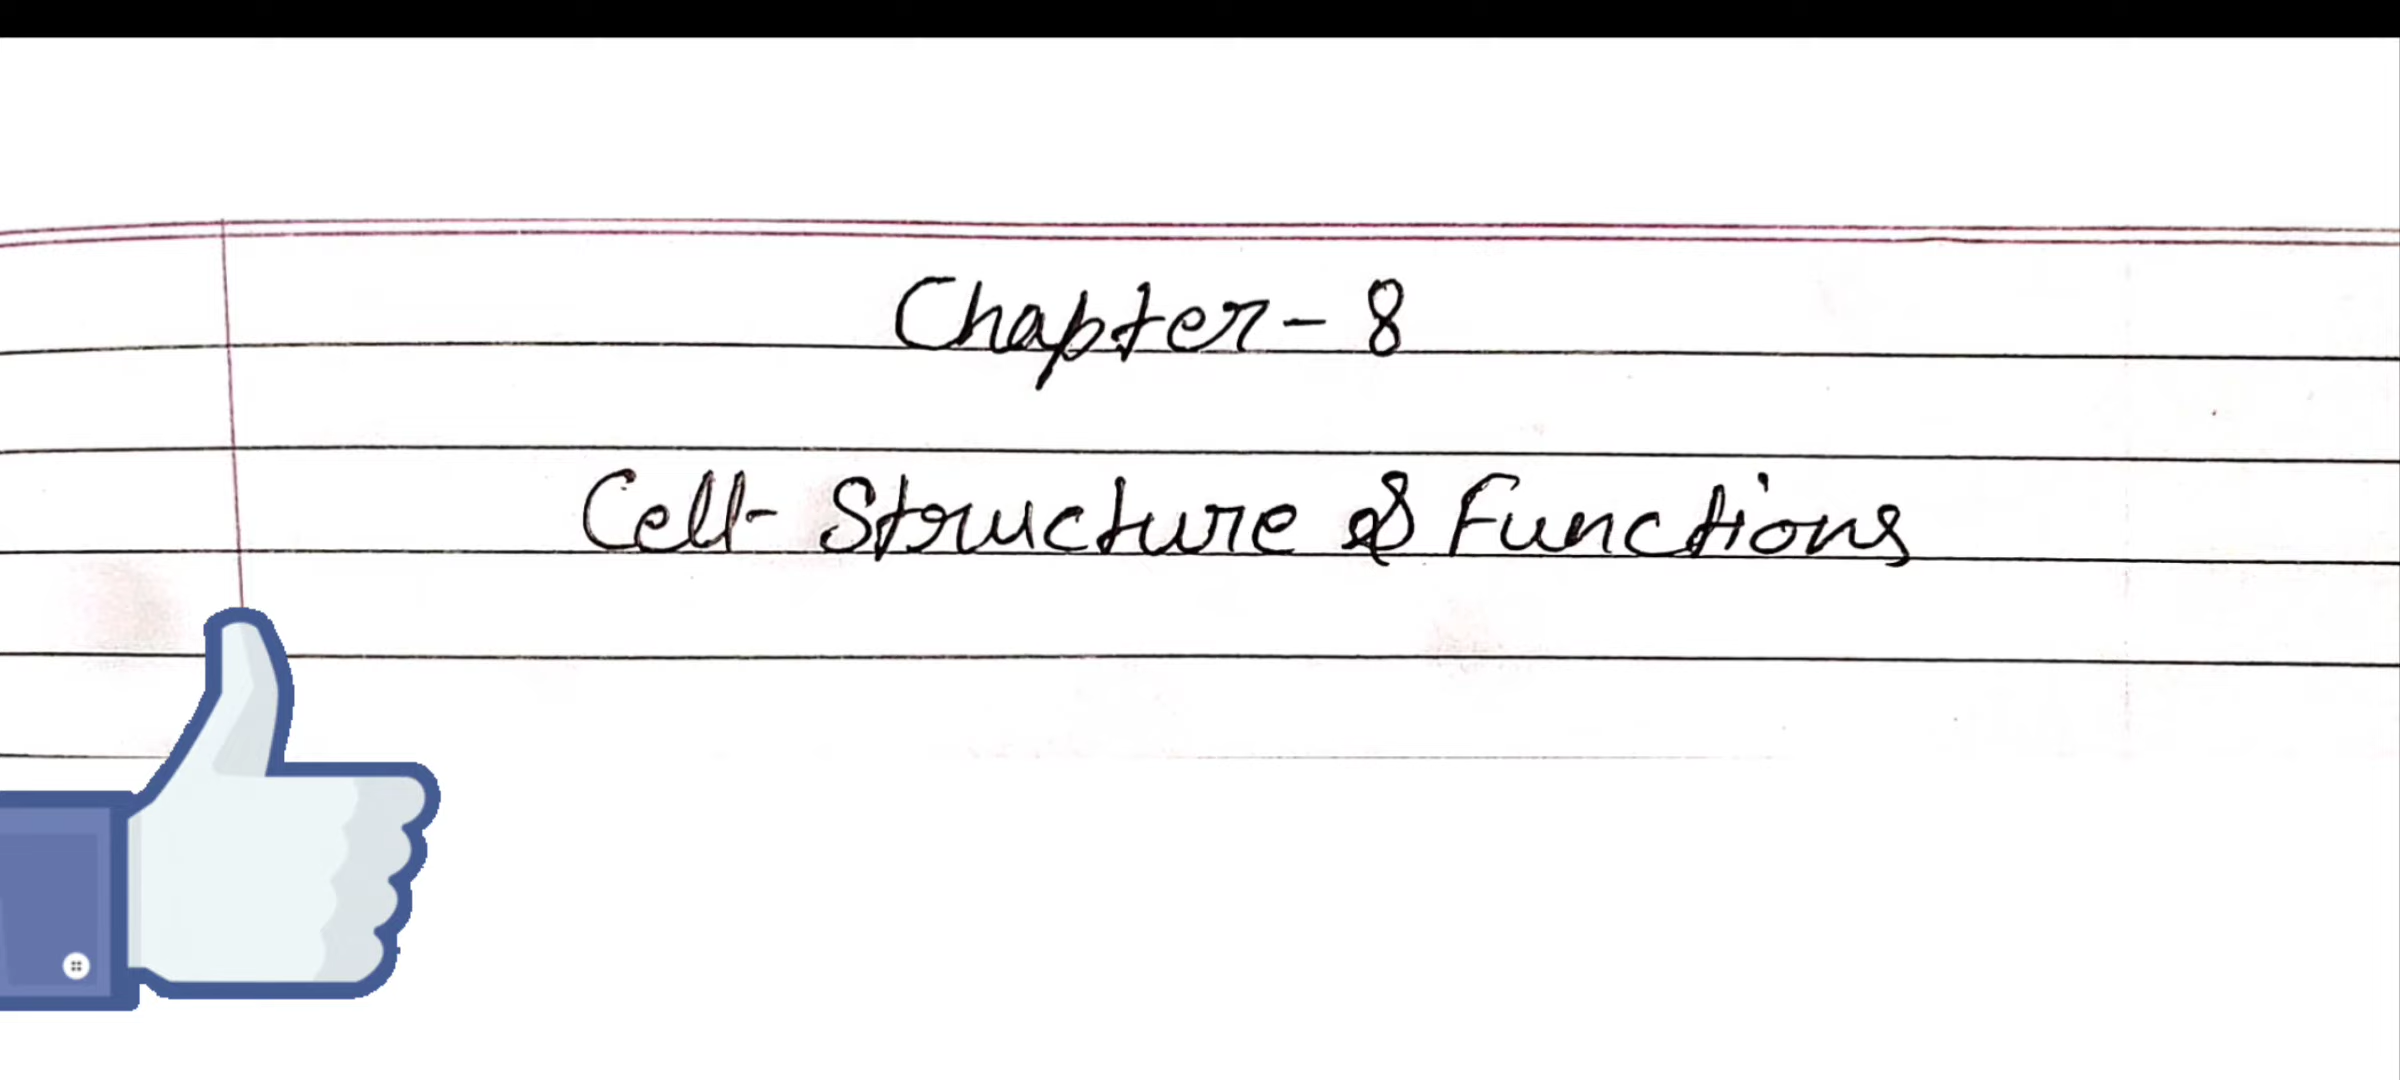 Chapter - 8
Cell - Structure & Functions